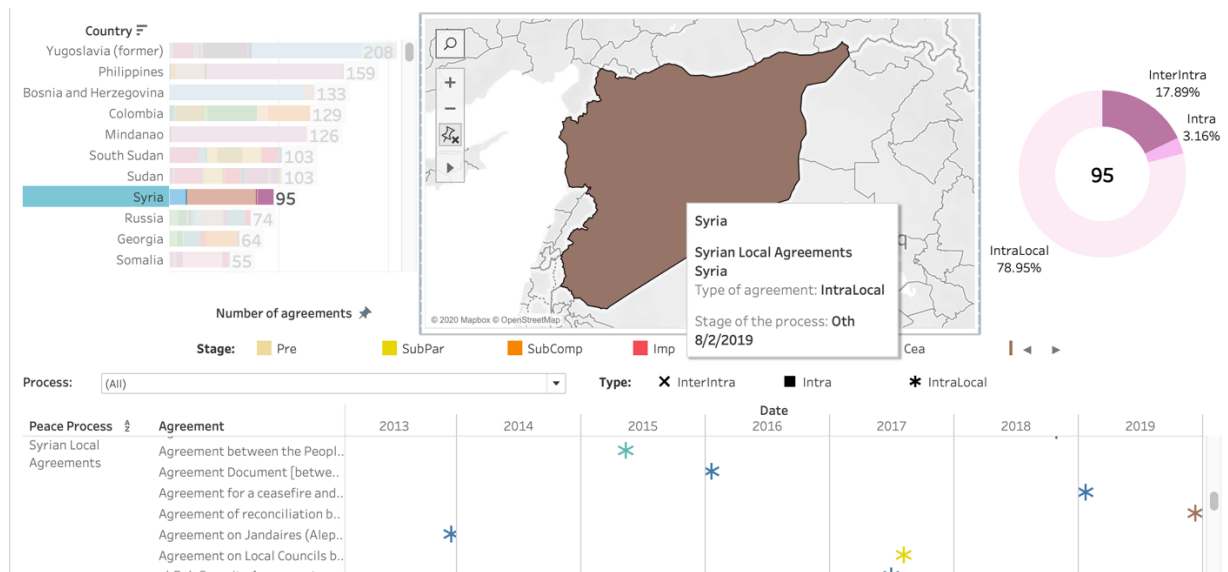 Country
Yugoslavia (former) 208
Philippines 159
Bosnia and Herzegovina 133
Colombia 129
Mindanao 126
South Sudan 103
Sudan 103
Syria 95
Russia 74
Georgia 64
Somalia 55
Number of agreements
© 2020 Mapbox © OpenStreetMap
Syria
Syrian Local Agreements
Syria
Type of agreement: IntraLocal
Stage of the process: Oth
8/2/2019
InterIntra
17.89%
Intra
3.16%
95
IntraLocal
78.95%
Stage: Pre SubPar SubComp Imp Cea
Process: (All) Type: InterIntra Intra IntraLocal
Date
Peace Process Agreement 2013 2014 2015 2016 2017 2018 2019
Syrian Local
Agreements
Agreement between the Peopl..
Agreement Document [betwe..
Agreement for a ceasefire and..
Agreement of reconciliation b..
Agreement on Jandaires (Alep..
Agreement on Local Councils b..